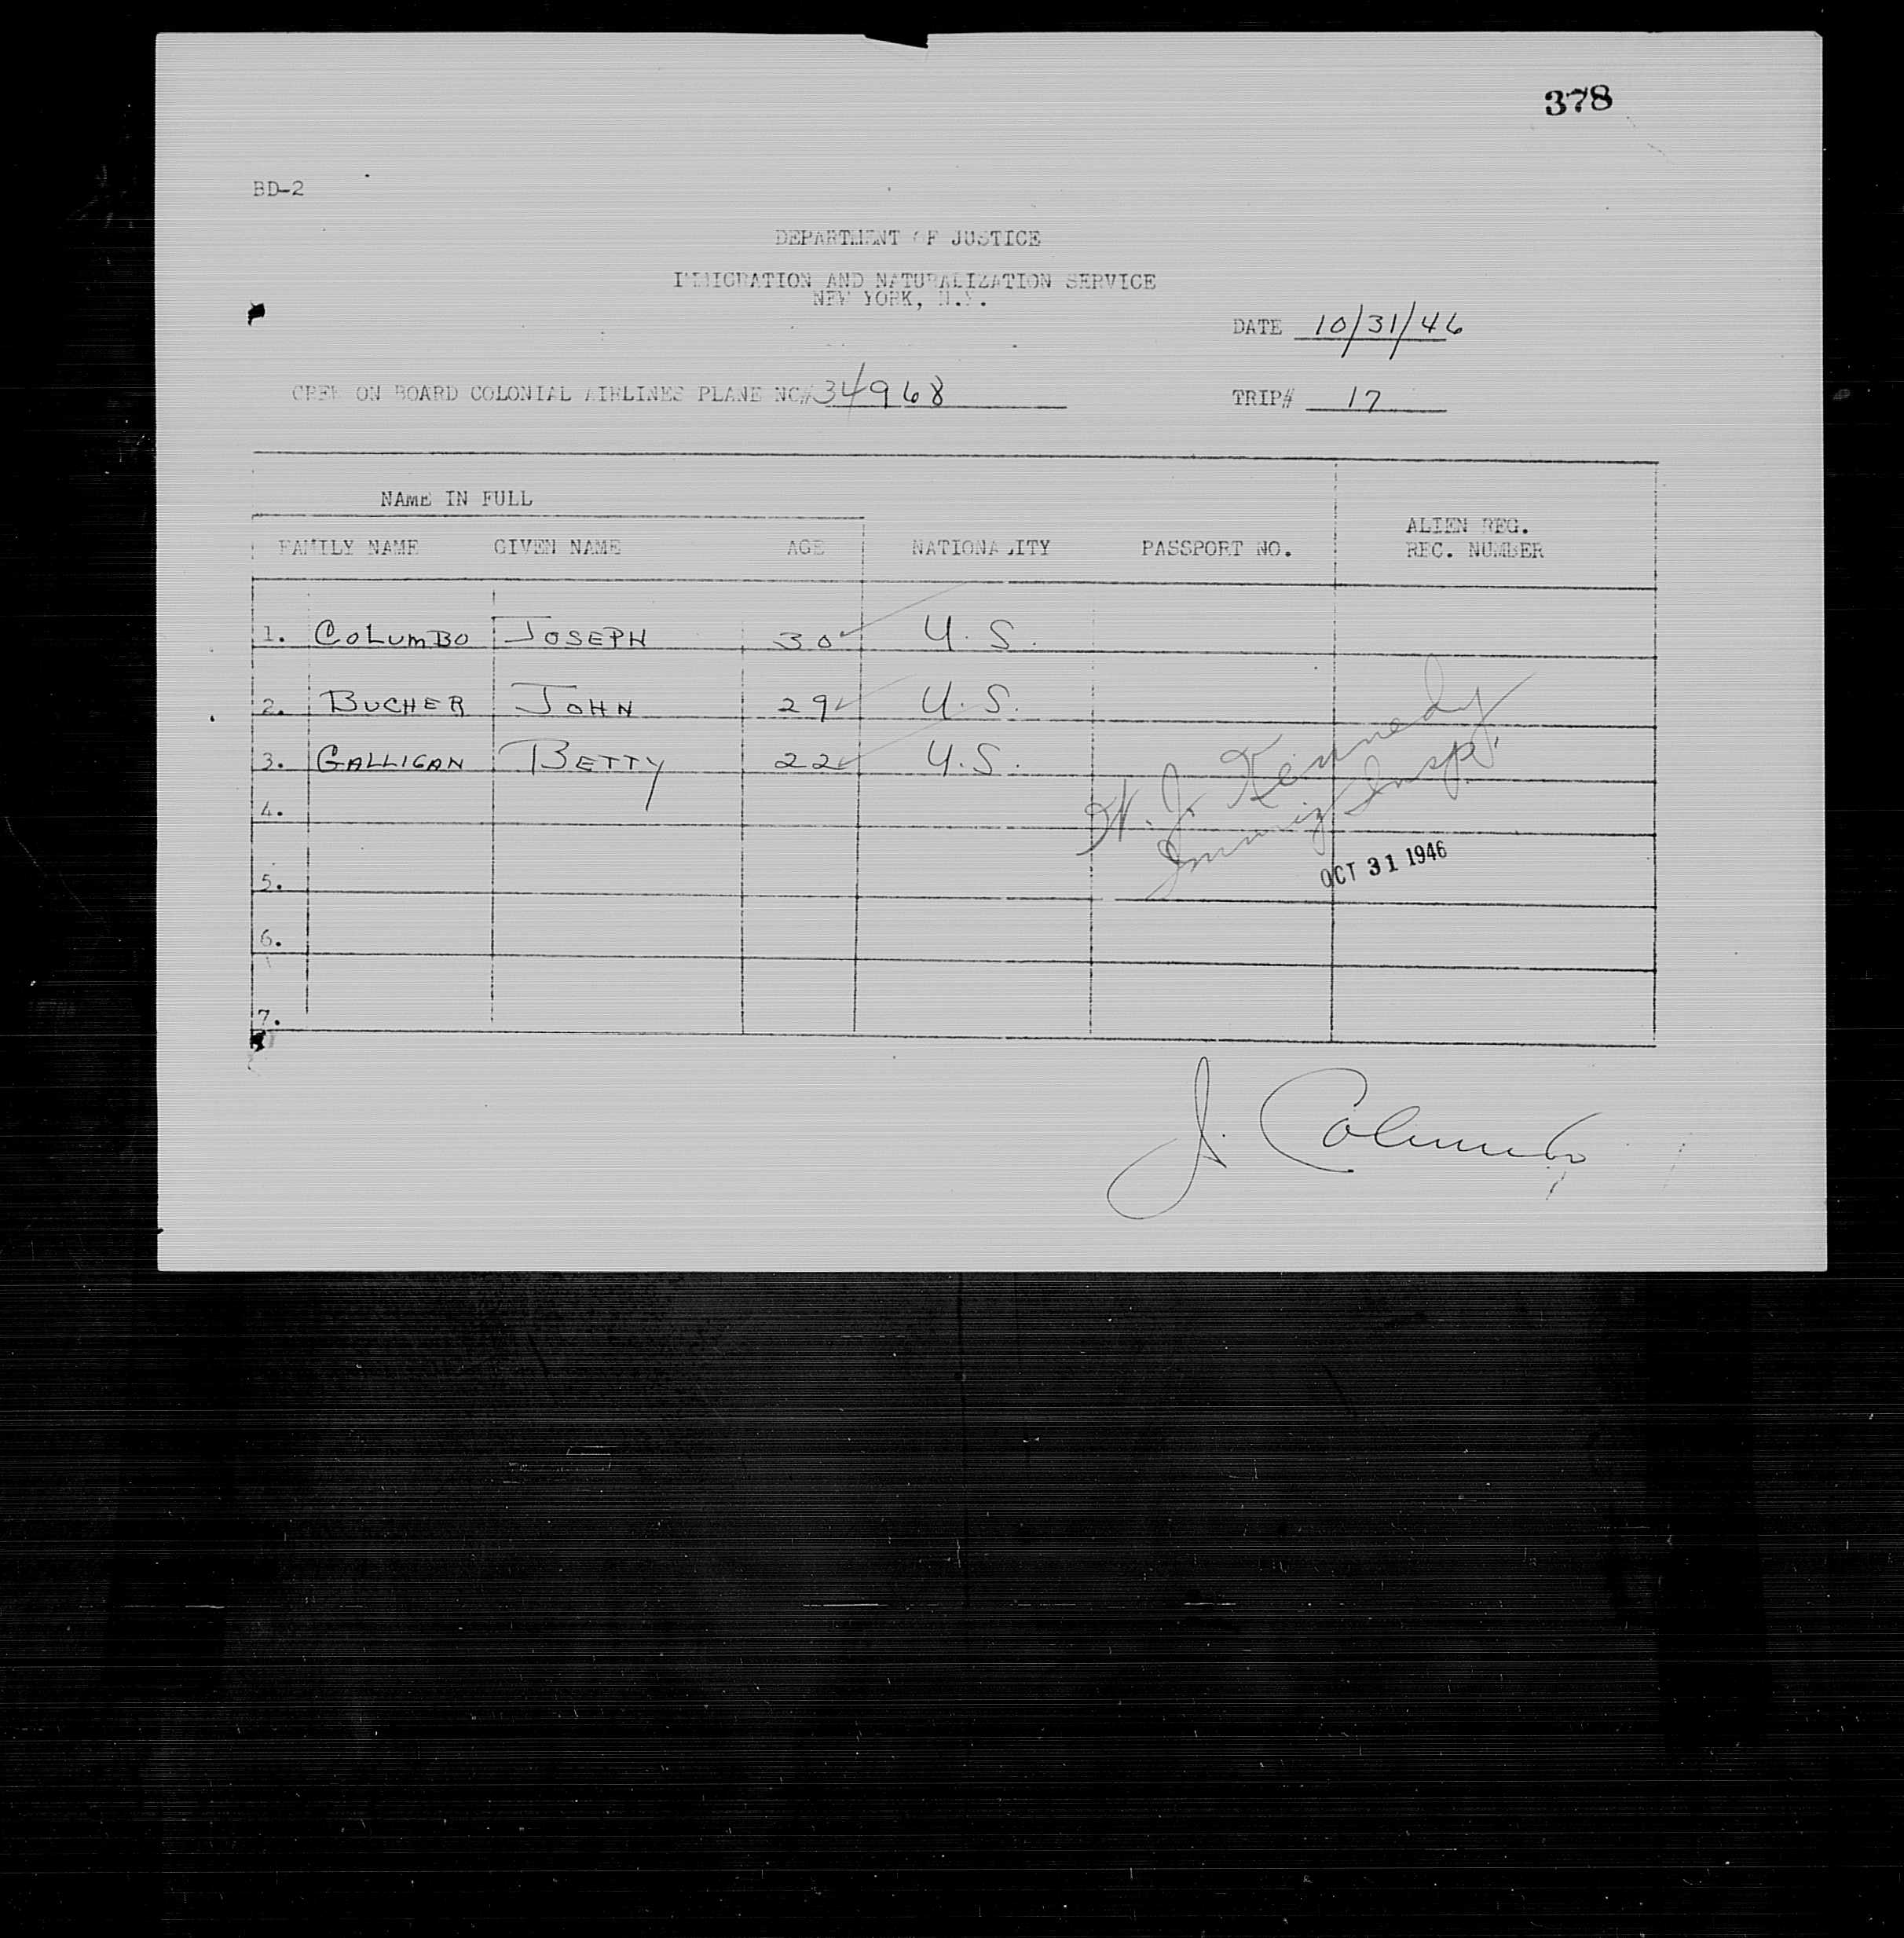 378
BD-2
DEPARTMENT OF JUSTICE
IMMIGRATION AND NATURALIZATION SERVICE
NEW YORK, N.Y.
DATE 10/31/46
CREW ON BOARD COLONIAL AIRLINES PLANE NC# 34968
TRIP# 17
NAME IN FULL
FAMILY NAME GIVEN NAME AGE NATIONALITY PASSPORT NO. ALIEN REG. REC. NUMBER
1. COLUMBO JOSEPH 30 ✓ U.S.
2. BUCHER JOHN 29 ✓ U.S.
3. GALLIGAN BETTY 22 ✓ U.S.
4.
5.
6.
7.
J. Kennedy
Immig Insp.
OCT 31 1946
J. Columbo